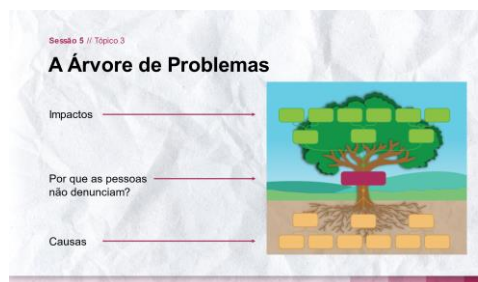 Sessão 5 // Tópico 3
A Árvore de Problemas
Impactos
Por que as pessoas
não denunciam?
Causas